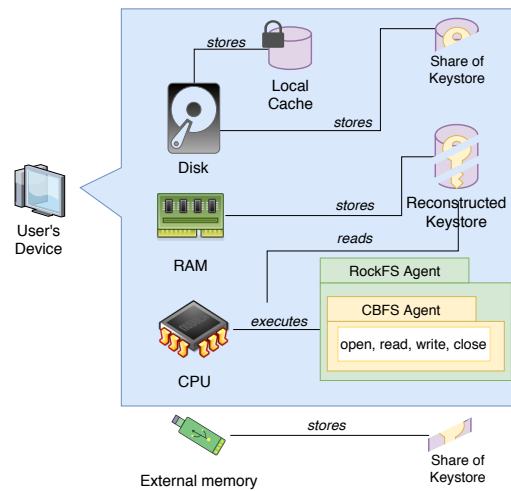 stores
Local
Cache
stores
Share of
Keystore
Disk
User's
Device
stores
Reconstructed
Keystore
RAM
reads
RockFS Agent
CBFS Agent
executes
open, read, write, close
CPU
stores
External memory
Share of
Keystore